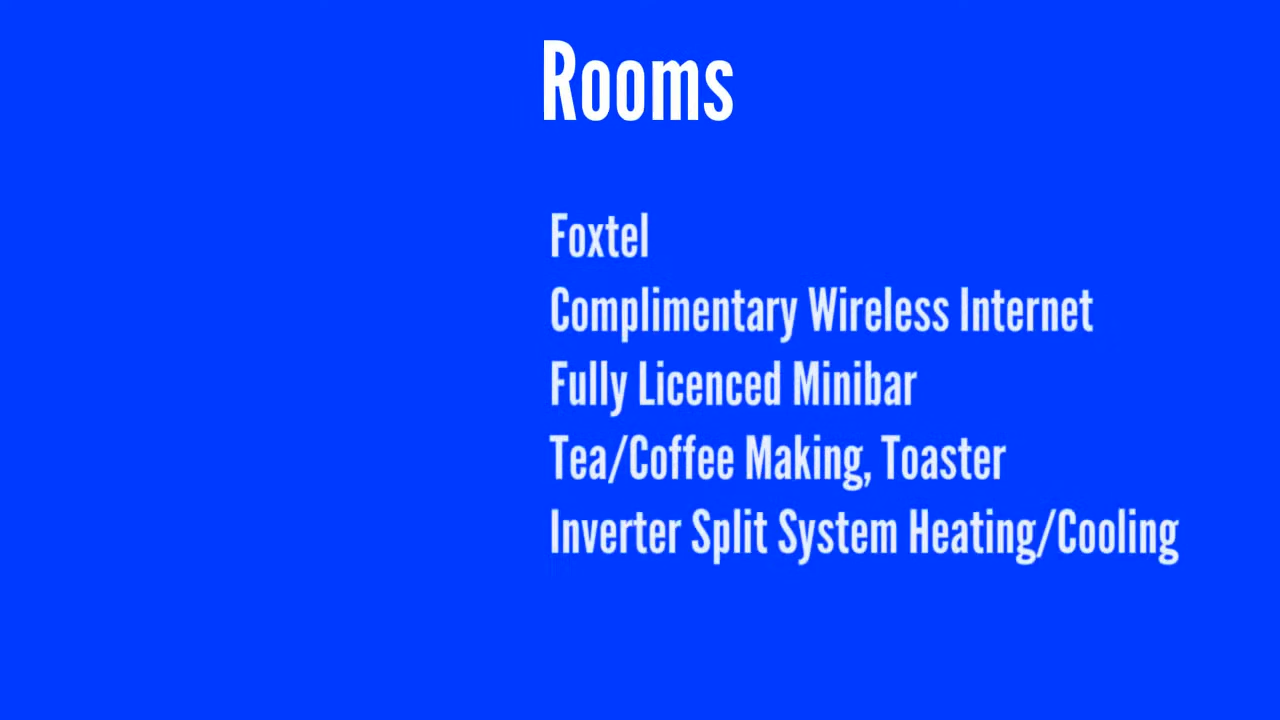 Rooms
Foxtel
Complimentary Wireless Internet
Fully Licenced Minibar
Tea/Coffee Making, Toaster
Inverter Split System Heating/Cooling